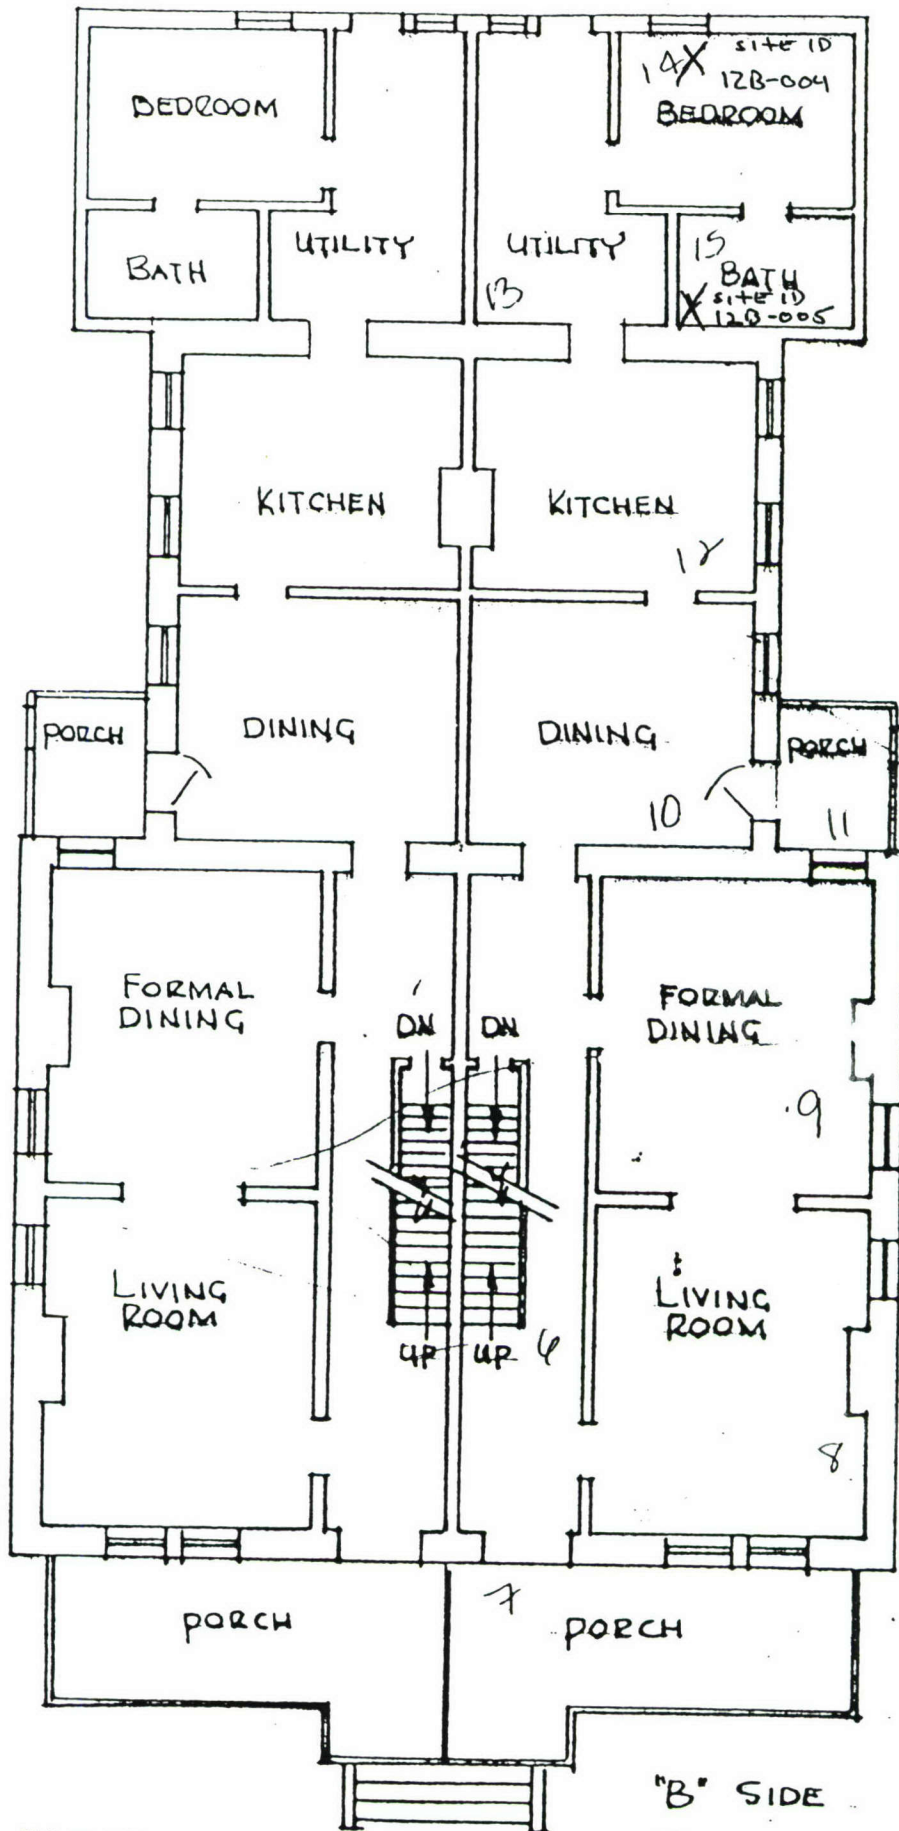 SITE ID
14X
12B-004
BEDROOM
BEDROOM
UTILITY
UTILITY
15
BATH
BATH
X SITE ID
12B-005
13
KITCHEN
KITCHEN
12
PORCH
DINING
DINING
PORCH
10
11
FORMAL
DINING
FORMAL
DINING
DN
DN
9
LIVING
ROOM
LIVING
ROOM
UP
UP
6
8
7
PORCH
PORCH
"B" SIDE